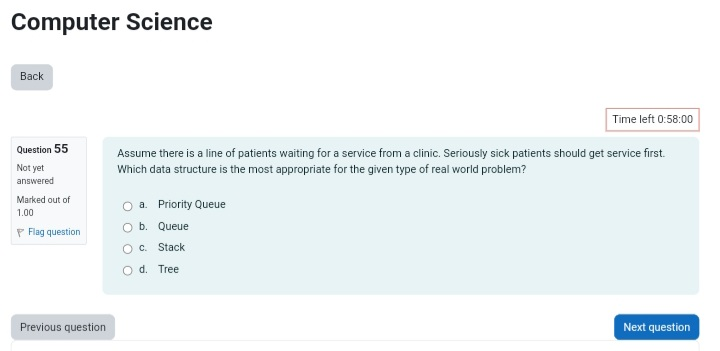 Computer Science
Back
Time left 0:58:00
Question 55
Not yet
answered
Marked out of
1.00
Flag question
Assume there is a line of patients waiting for a service from a clinic. Seriously sick patients should get service first.
Which data structure is the most appropriate for the given type of real world problem?
a. Priority Queue
b. Queue
c. Stack
d. Tree
Previous question
Next question